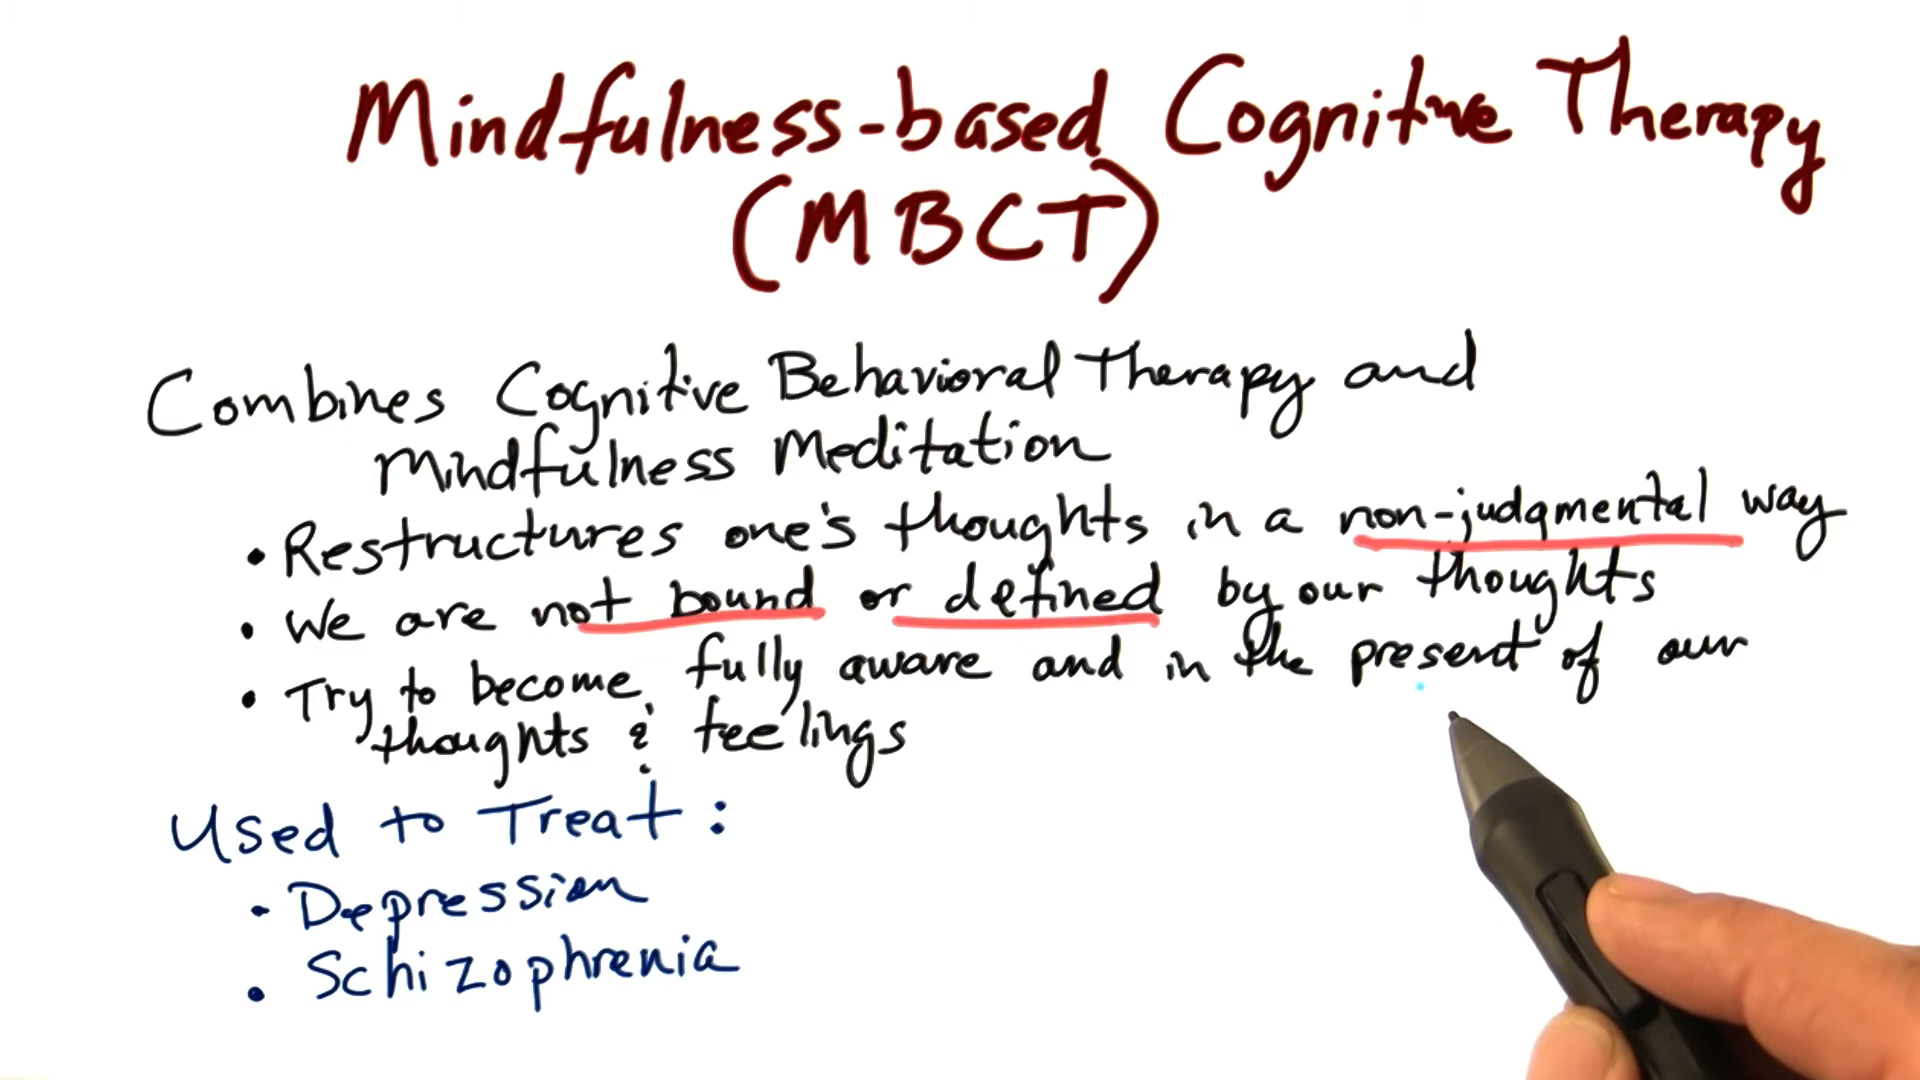 Mindfulness-based Cognitive Therapy
(MBCT)
Combines Cognitive Behavioral Therapy and
Mindfulness Meditation
• Restructures one's thoughts in a non-judgmental way
• We are not bound or defined by our thoughts
• Try to become fully aware and in the present of our
thoughts & feelings
Used to Treat:
• Depression
• Schizophrenia